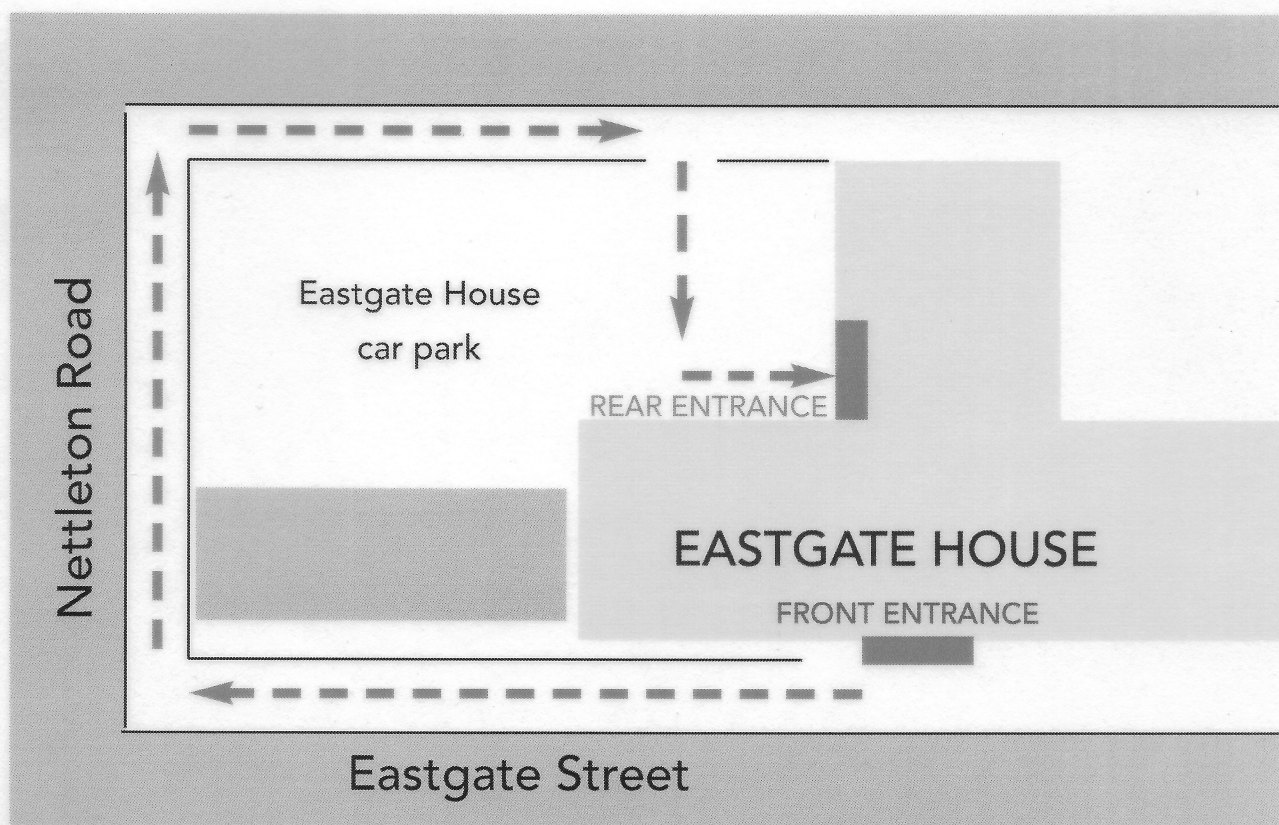 Nettleton Road
Eastgate House
car park
REAR ENTRANCE
EASTGATE HOUSE
FRONT ENTRANCE
Eastgate Street